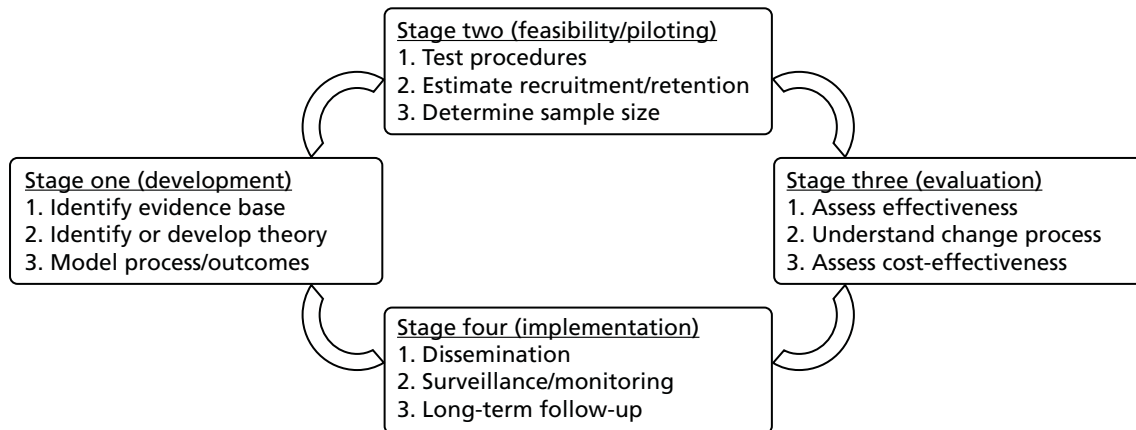 Stage two (feasibility/piloting)
1. Test procedures
2. Estimate recruitment/retention
3. Determine sample size
Stage one (development)
1. Identify evidence base
2. Identify or develop theory
3. Model process/outcomes
Stage three (evaluation)
1. Assess effectiveness
2. Understand change process
3. Assess cost-effectiveness
Stage four (implementation)
1. Dissemination
2. Surveillance/monitoring
3. Long-term follow-up